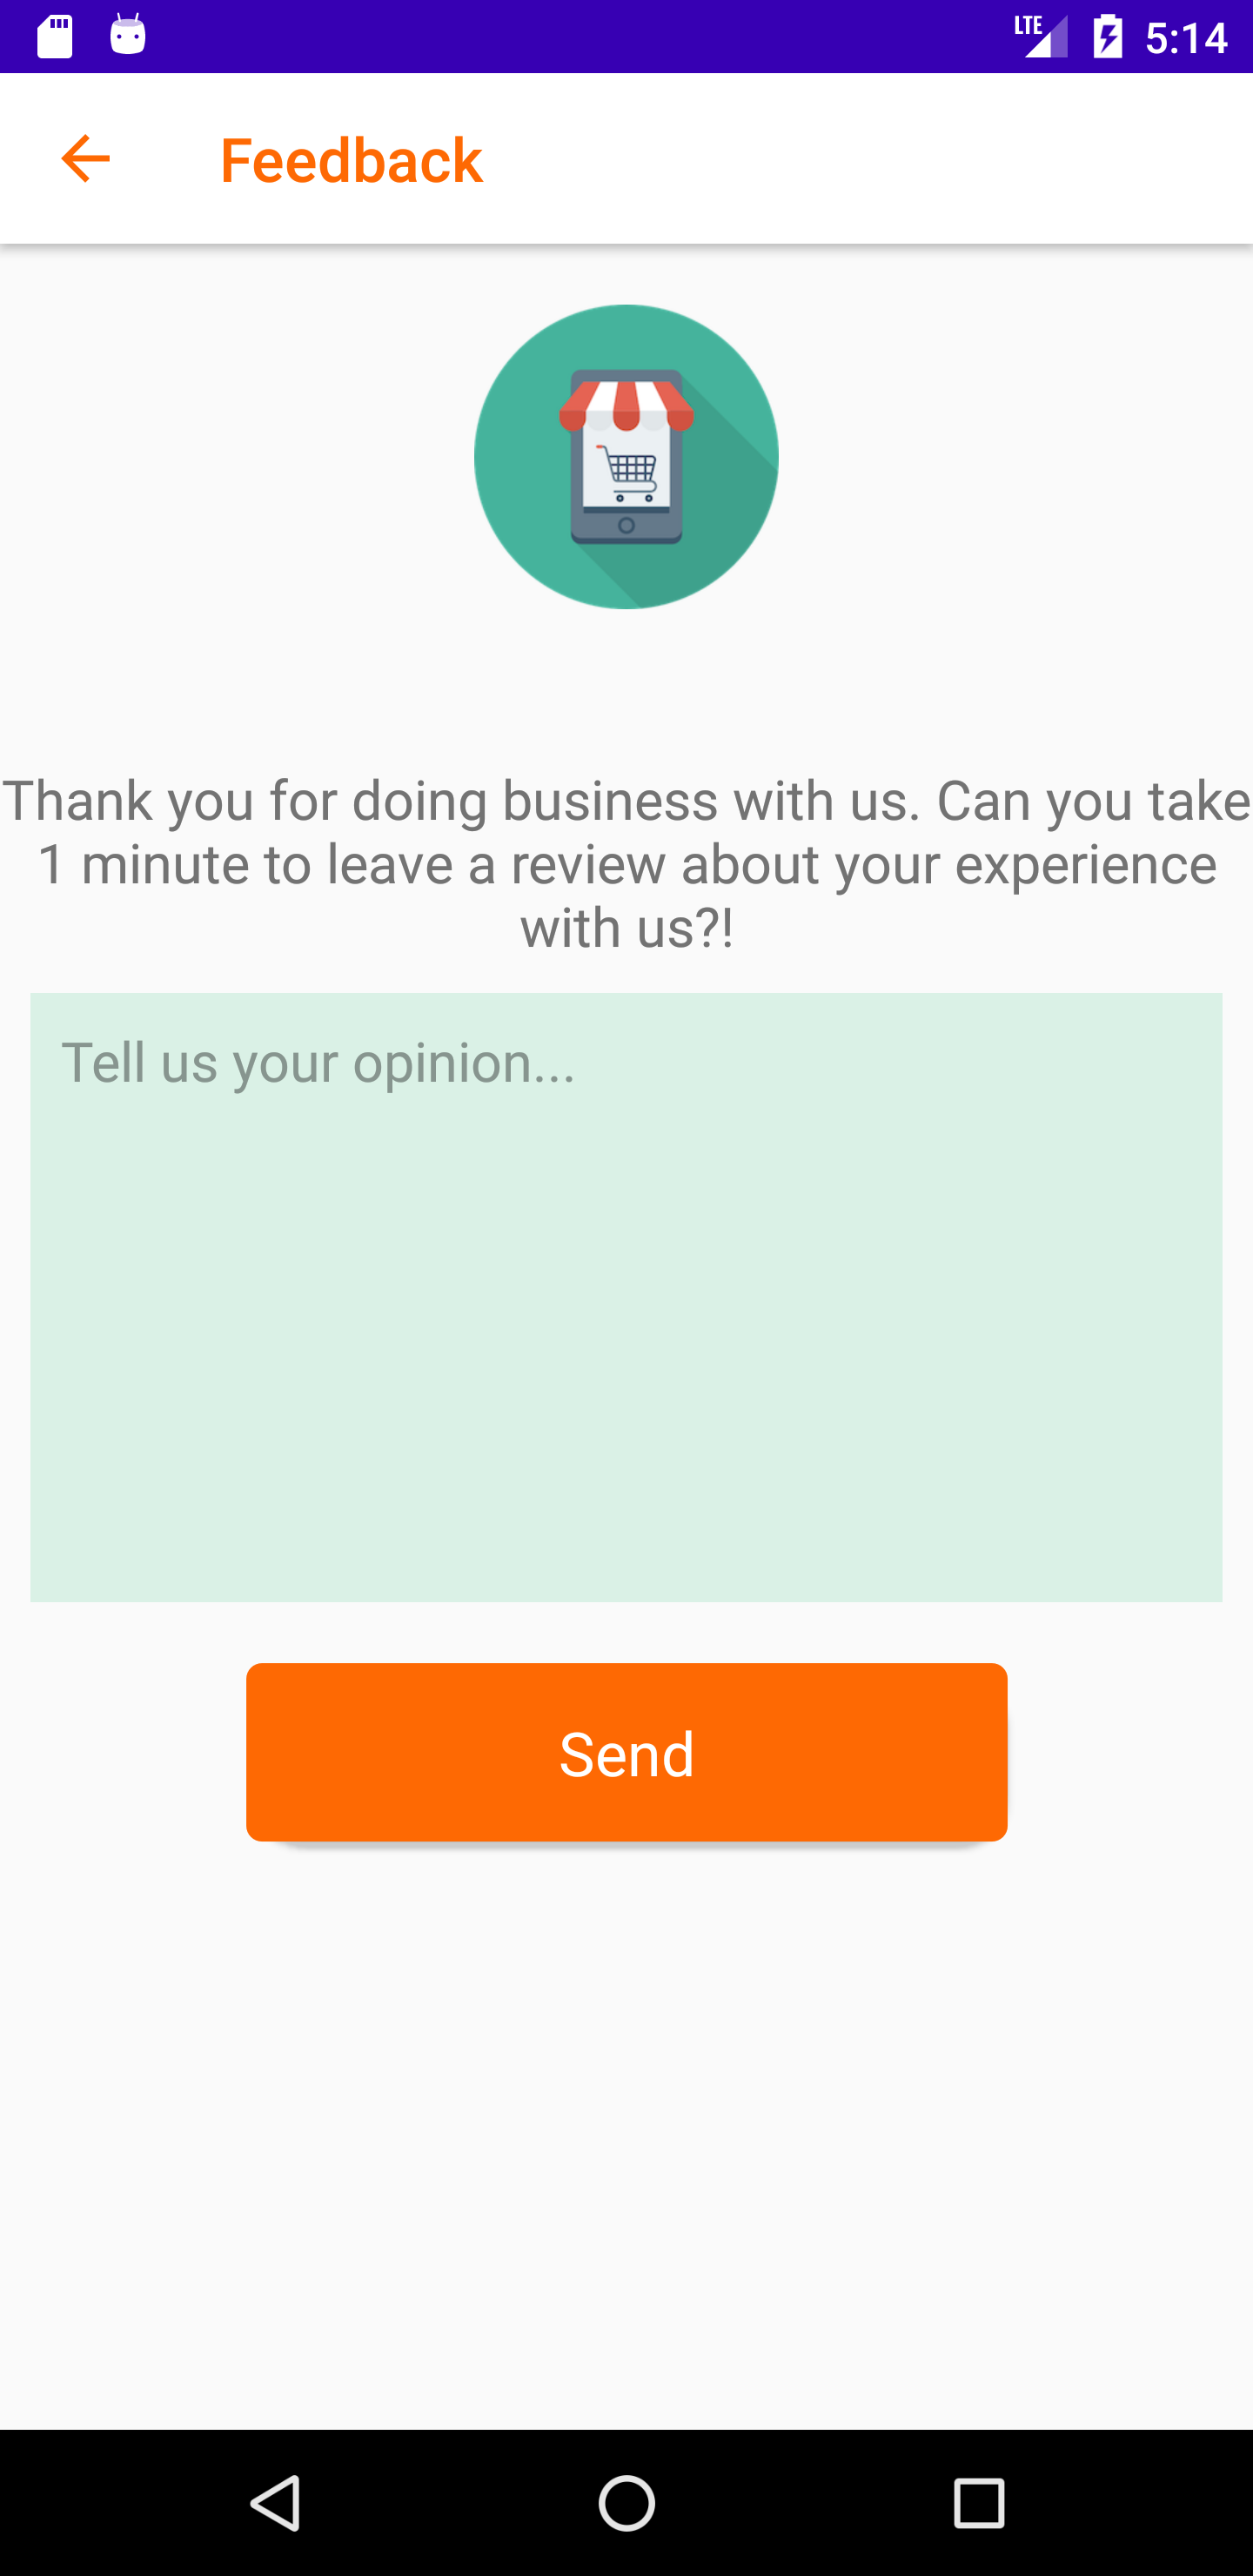 LTE 5:14
Feedback
Thank you for doing business with us. Can you take
1 minute to leave a review about your experience
with us?!
Tell us your opinion...
Send